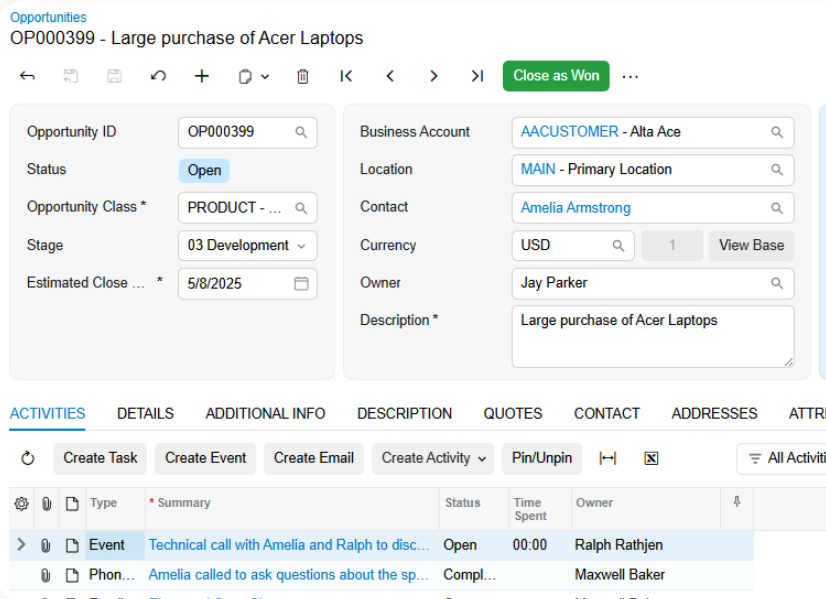 Opportunities
OP000399 - Large purchase of Acer Laptops
Close as Won
Opportunity ID
OP000399
Status
Open
Opportunity Class *
PRODUCT - ...
Stage
03 Development
Estimated Close ... *
5/8/2025
Business Account
AACUSTOMER - Alta Ace
Location
MAIN - Primary Location
Contact
Amelia Armstrong
Currency
USD 1 View Base
Owner
Jay Parker
Description *
Large purchase of Acer Laptops
ACTIVITIES DETAILS ADDITIONAL INFO DESCRIPTION QUOTES CONTACT ADDRESSES ATTRI
Create Task Create Event Create Email Create Activity Pin/Unpin All Activiti
Type * Summary Status Time Spent Owner
Event Technical call with Amelia and Ralph to disc... Open 00:00 Ralph Rathjen
Phon... Amelia called to ask questions about the sp... Compl... Maxwell Baker